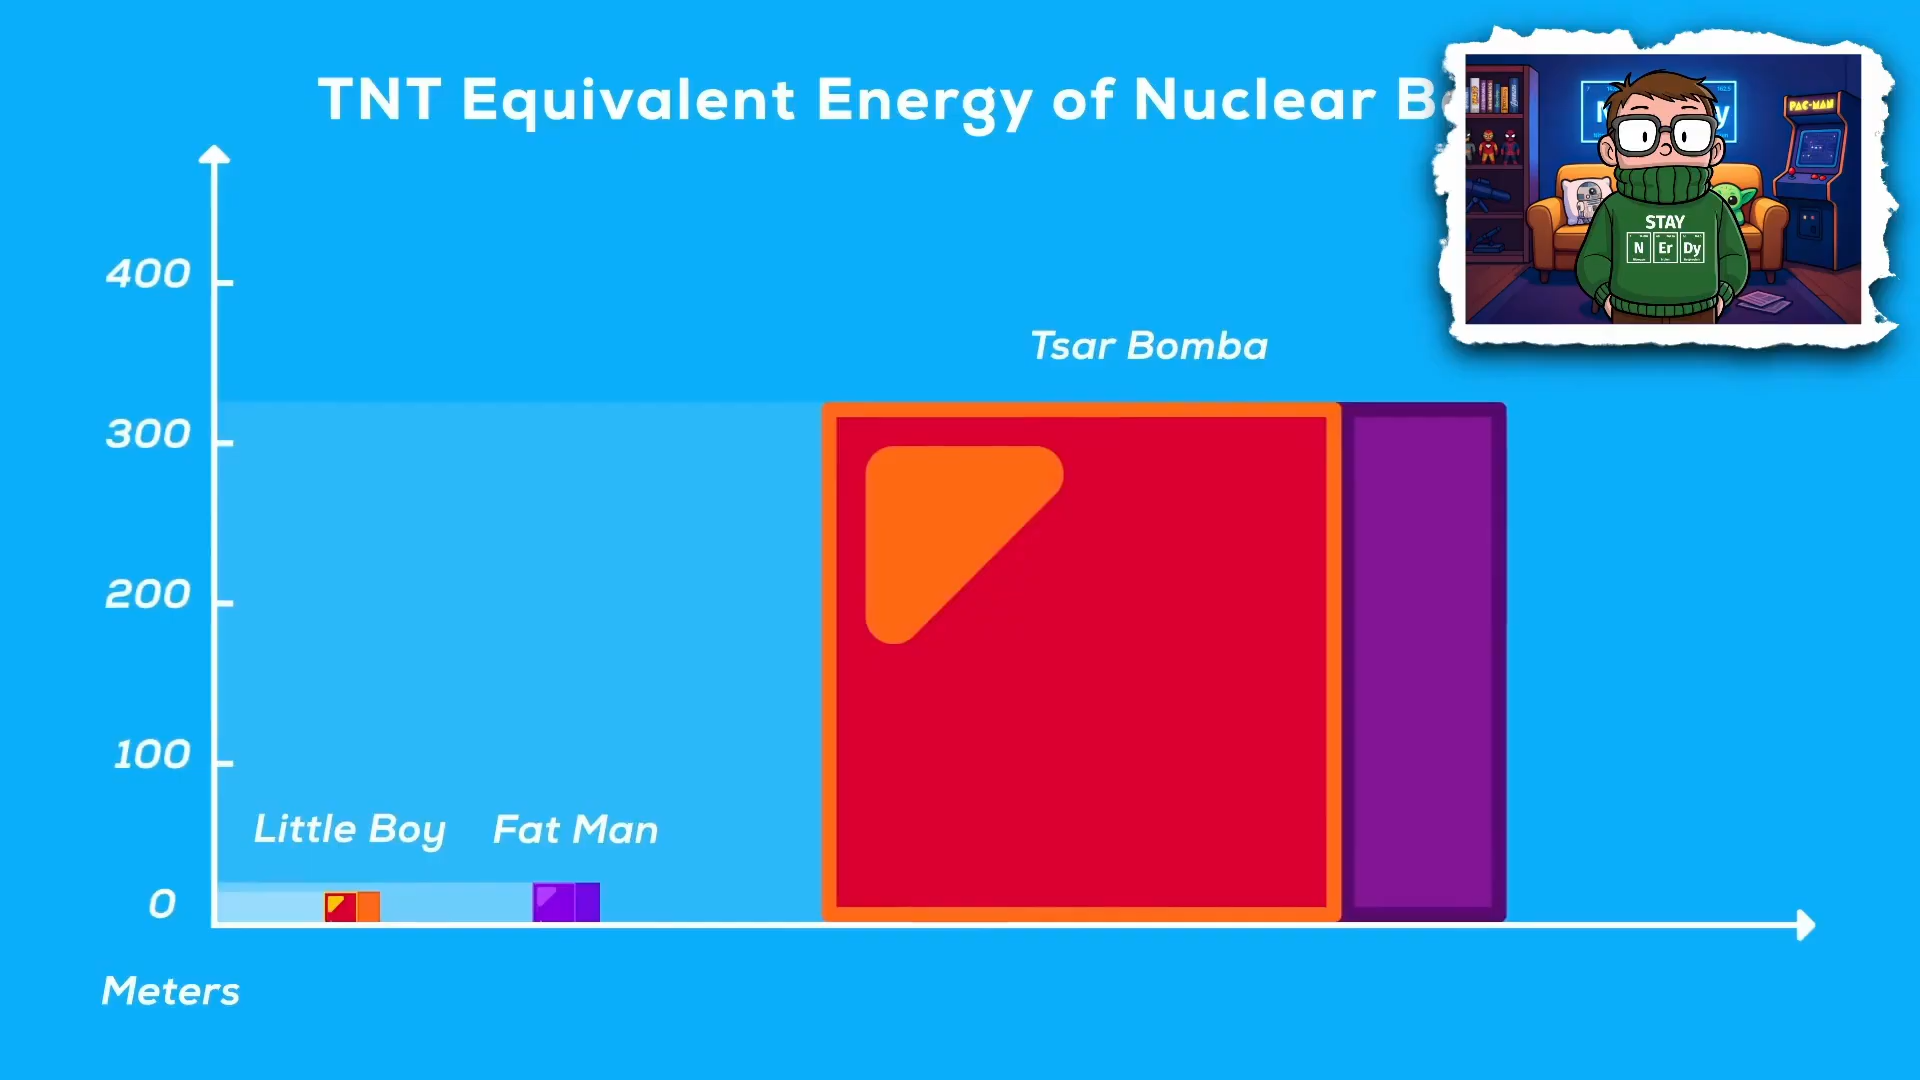 TNT Equivalent Energy of Nuclear
PAC-MAN
STAY
N Er Dy
400
Tsar Bomba
300
200
100
Little Boy
Fat Man
0
Meters